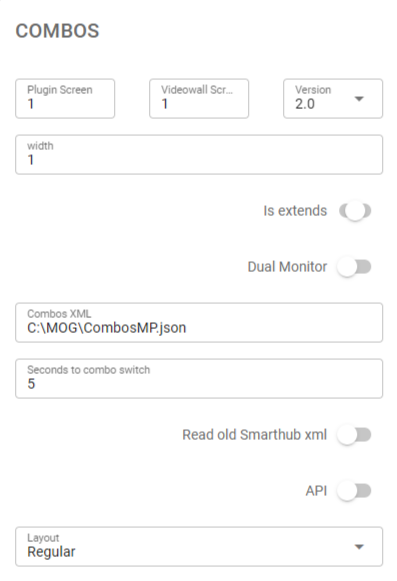 COMBOS
Plugin Screen
1
Videowall Scr...
1
Version
2.0
width
1
Is extends
Dual Monitor
Combos XML
C:\MOG\CombosMP.json
Seconds to combo switch
5
Read old Smarthub xml
API
Layout
Regular